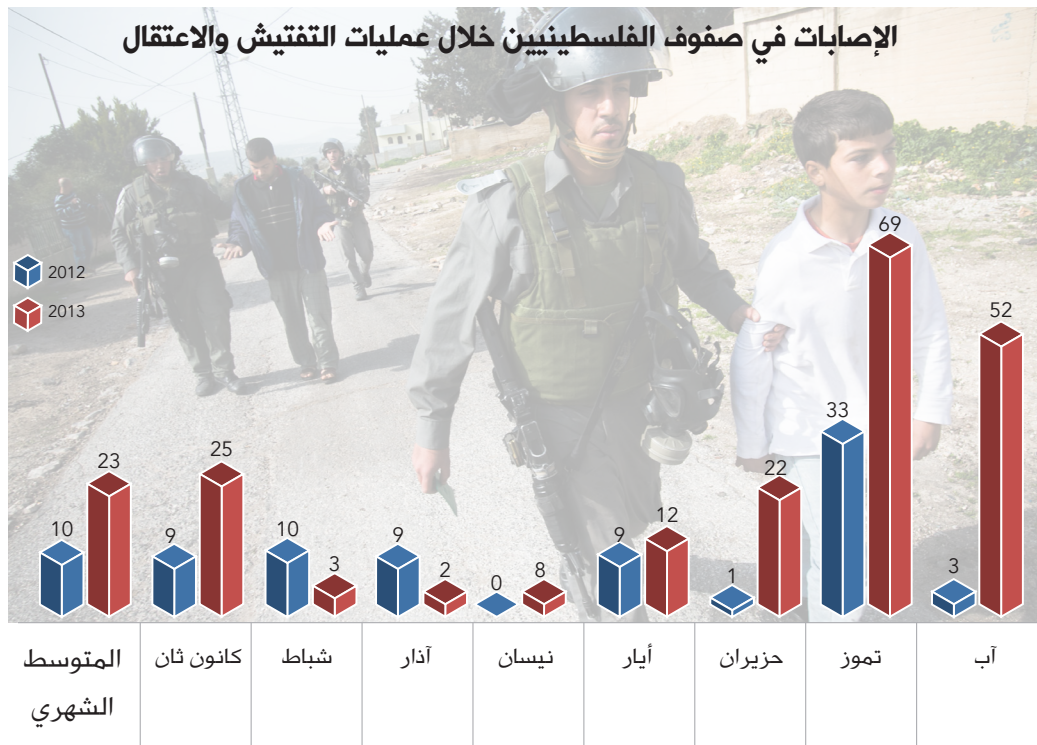 الإصابات في صفوف الفلسطينيين خلال عمليات التفتيش والاعتقال
2012
2013
10 23
9 25
10 3
9 2
0 8
9 12
1 22
33 69
3 52
المتوسط الشهري
كانون ثان
شباط
آذار
نيسان
أيار
حزيران
تموز
آب